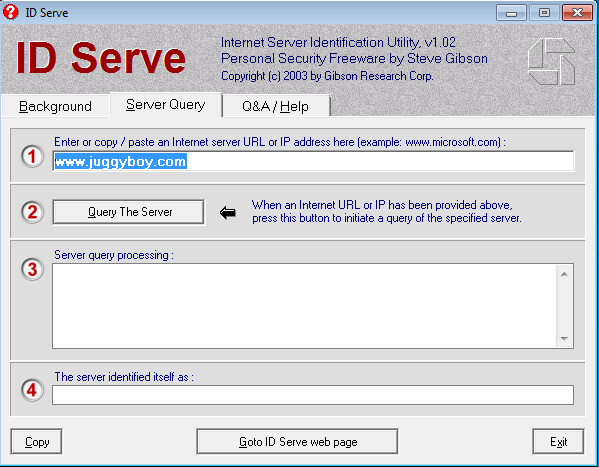 ID Serve
ID Serve
Internet Server Identification Utility, v1.02
Personal Security Freeware by Steve Gibson
Copyright (c) 2003 by Gibson Research Corp.
Background
Server Query
Q&A / Help
1
Enter or copy / paste an Internet server URL or IP address here (example: www.microsoft.com) :
www.juggyboy.com
2
Query The Server
When an Internet URL or IP has been provided above,
press this button to initiate a query of the specified server.
3
Server query processing :
4
The server identified itself as :
Copy
Goto ID Serve web page
Exit